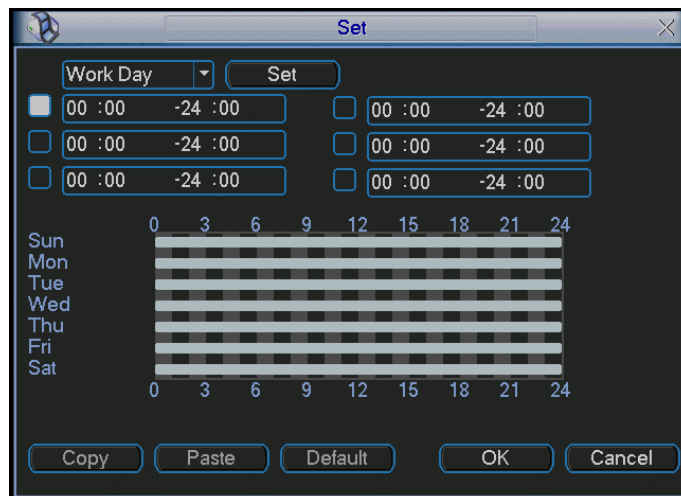 Set
Work Day Set
00 :00 -24 :00 00 :00 -24 :00
00 :00 -24 :00 00 :00 -24 :00
00 :00 -24 :00 00 :00 -24 :00
0 3 6 9 12 15 18 21 24
Sun
Mon
Tue
Wed
Thu
Fri
Sat
0 3 6 9 12 15 18 21 24
Copy Paste Default OK Cancel